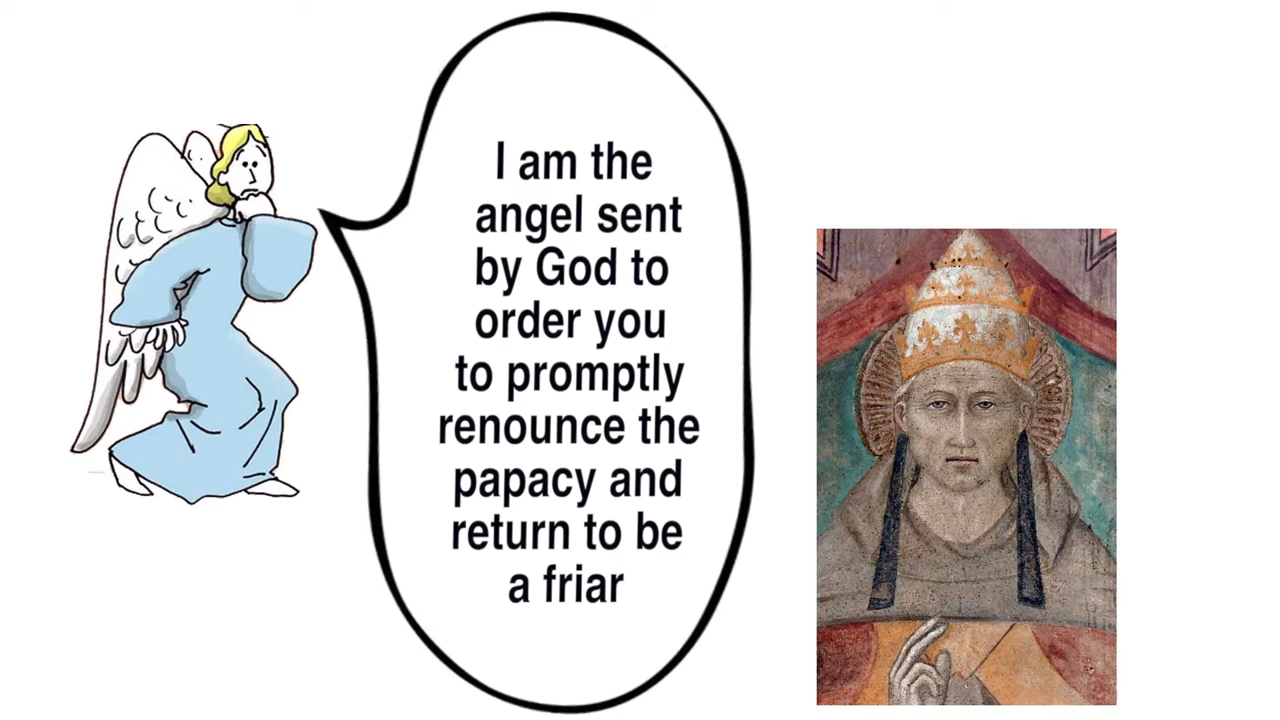 I am the
angel sent
by God to
order you
to promptly
renounce the
papacy and
return to be
a friar